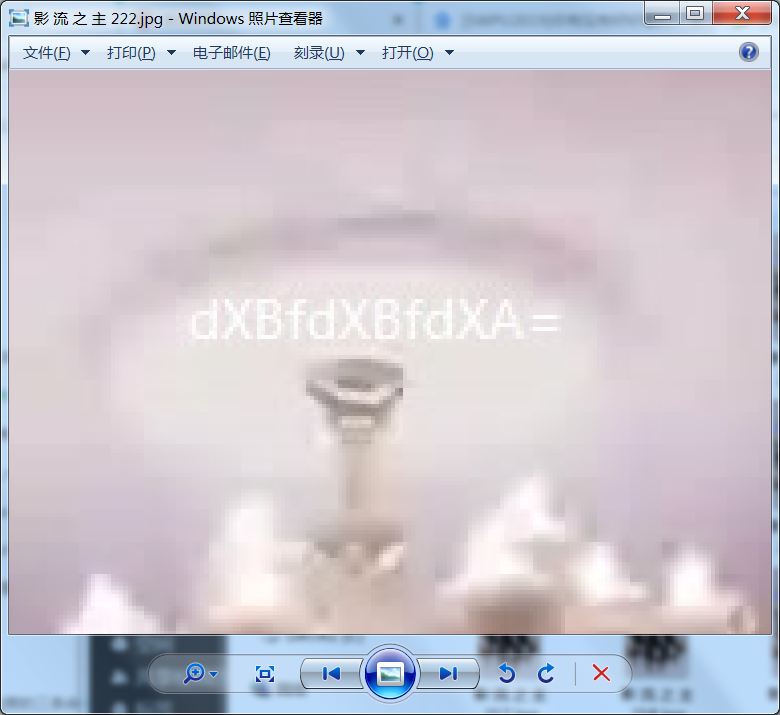 影 流 之 主 222.jpg - Windows 照片查看器
文件(F) 打印(P) 电子邮件(E) 刻录(U) 打开(O)
dXBfdXBfdXA=